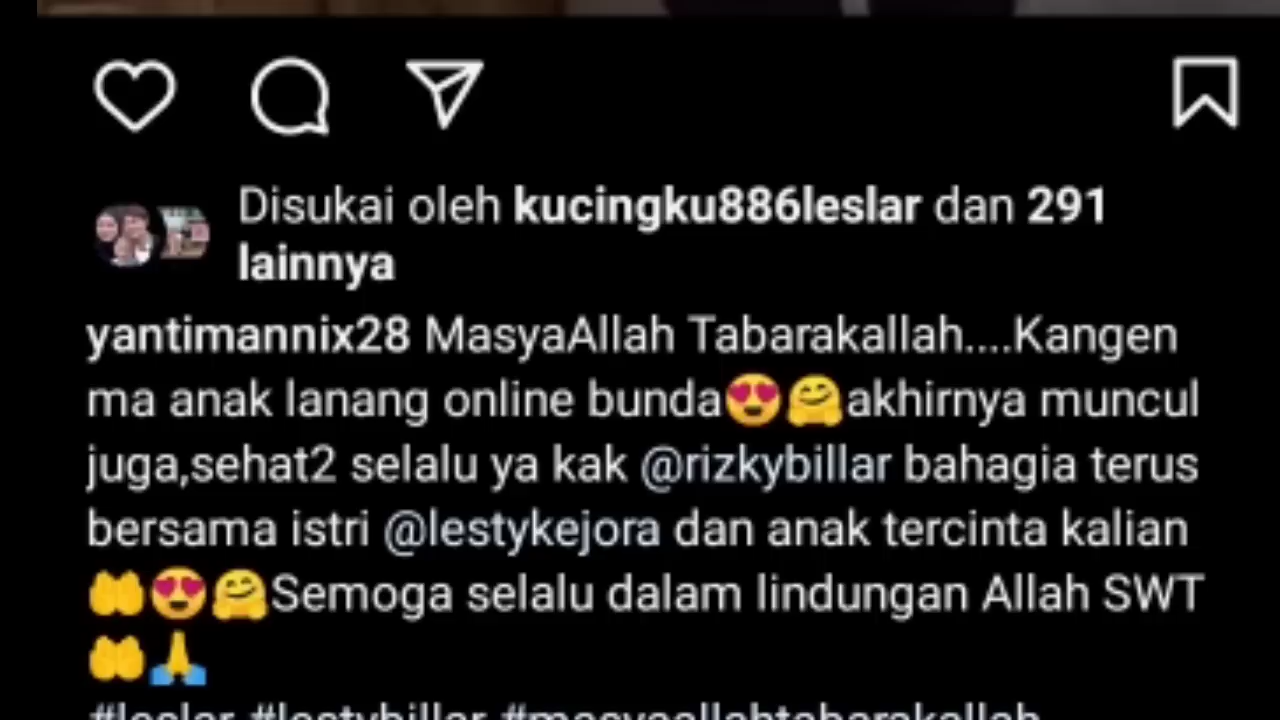 Disukai oleh kucingku886leslar dan 291
lainnya
yantimannix28 MasyaAllah Tabarakallah....Kangen
ma anak lanang online bunda😍🤗akhirnya muncul
juga,sehat2 selalu ya kak @rizkybillar bahagia terus
bersama istri @lestykejora dan anak tercinta kalian
🤲😍🤗Semoga selalu dalam lindungan Allah SWT
🤲🙏
#leslar #lestybillar #masyaallahtabarakallah